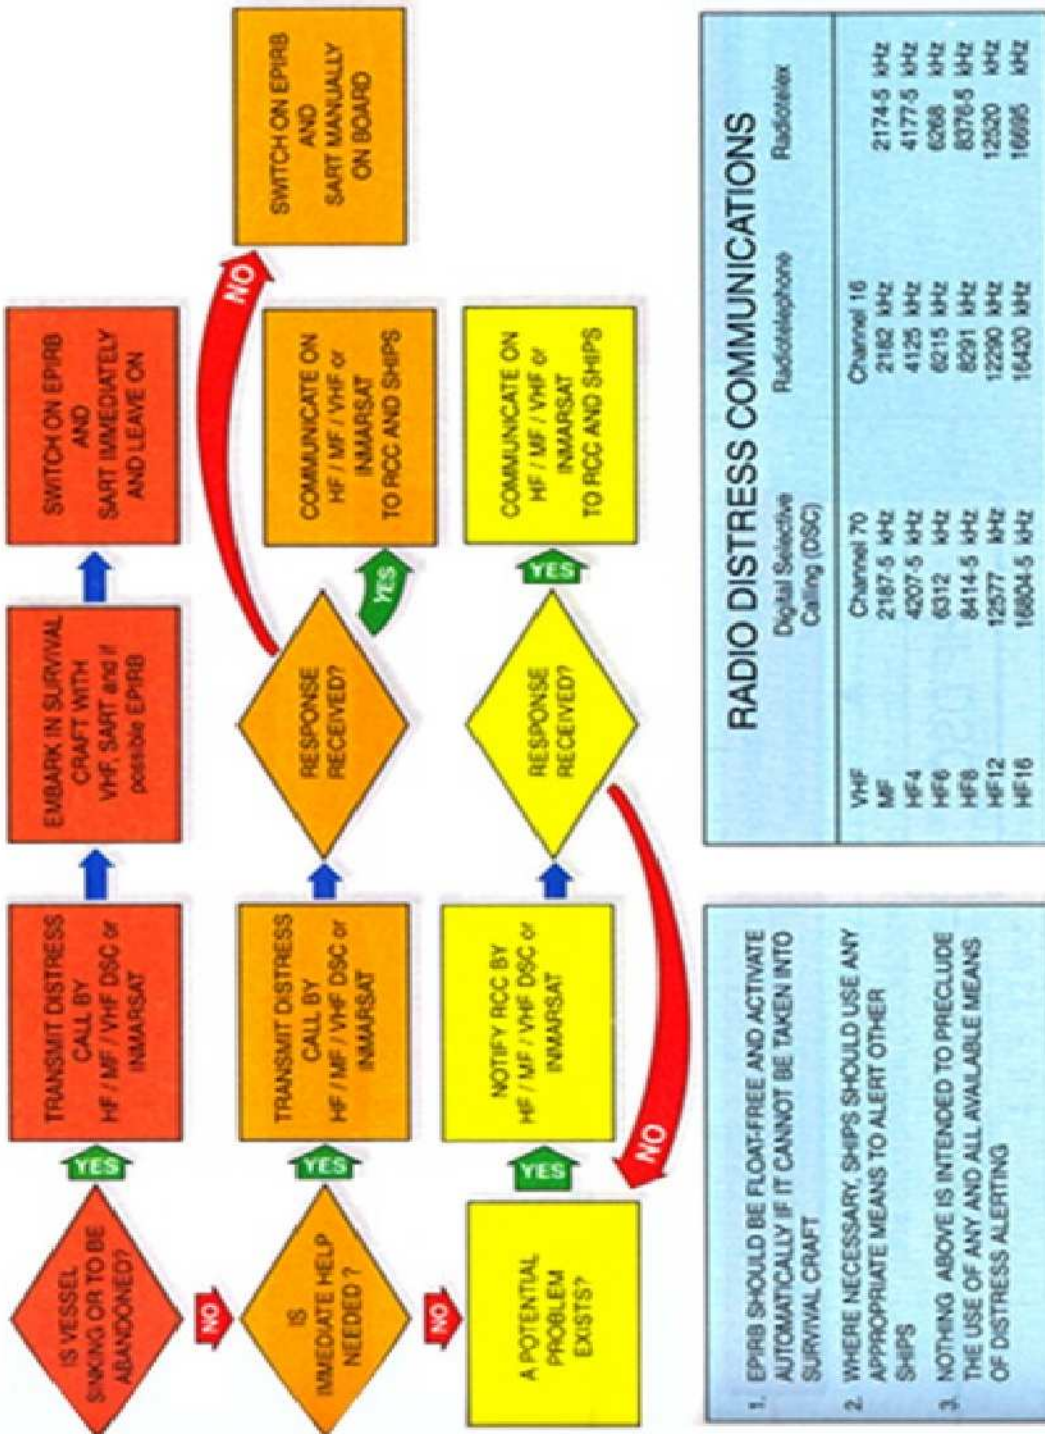 IS VESSEL
SINKING OR TO BE
ABANDONED?
YES
TRANSMIT DISTRESS
CALL BY
HF / MF / VHF DSC or
INMARSAT
EMBARK IN SURVIVAL
CRAFT WITH
VHF, SART and if
possible EPIRB
SWITCH ON EPIRB
AND
SART IMMEDIATELY
AND LEAVE ON
NO
IS
IMMEDIATE HELP
NEEDED ?
YES
TRANSMIT DISTRESS
CALL BY
HF / MF / VHF DSC or
INMARSAT
RESPONSE
RECEIVED?
YES
COMMUNICATE ON
HF / MF / VHF or
INMARSAT
TO RCC AND SHIPS
NO
SWITCH ON EPIRB
AND
SART MANUALLY
ON BOARD
NO
A POTENTIAL
PROBLEM
EXISTS?
YES
NOTIFY RCC BY
HF / MF / VHF DSC or
INMARSAT
RESPONSE
RECEIVED?
YES
COMMUNICATE ON
HF / MF / VHF or
INMARSAT
TO RCC AND SHIPS
NO
1. EPIRB SHOULD BE FLOAT-FREE AND ACTIVATE
AUTOMATICALLY IF IT CANNOT BE TAKEN INTO
SURVIVAL CRAFT
2. WHERE NECESSARY, SHIPS SHOULD USE ANY
APPROPRIATE MEANS TO ALERT OTHER
SHIPS
3. NOTHING ABOVE IS INTENDED TO PRECLUDE
THE USE OF ANY AND ALL AVAILABLE MEANS
OF DISTRESS ALERTING
RADIO DISTRESS COMMUNICATIONS
Digital Selective Radiotelephone Radiotelex
Calling (DSC)
VHF Channel 70 Channel 16
MF 2187·5 kHz 2182 kHz 2174·5 kHz
HF4 4207·5 kHz 4125 kHz 4177·5 kHz
HF6 6312 kHz 6215 kHz 6268 kHz
HF8 8414·5 kHz 8291 kHz 8376·5 kHz
HF12 12577 kHz 12290 kHz 12520 kHz
HF16 16804·5 kHz 16420 kHz 16695 kHz